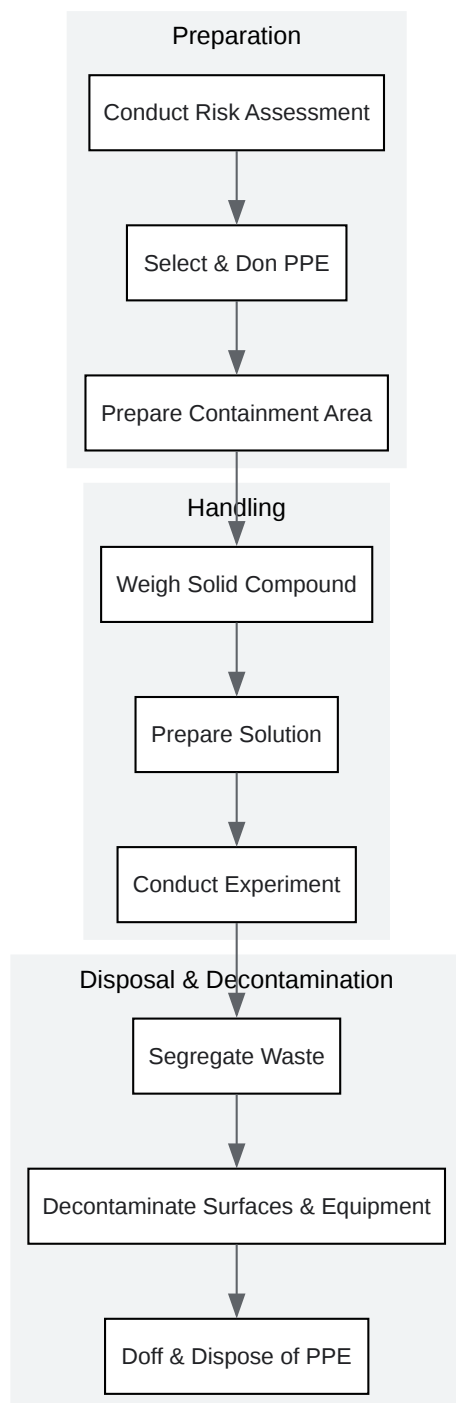 Preparation
Conduct Risk Assessment
Select & Don PPE
Prepare Containment Area
Handling
Weigh Solid Compound
Prepare Solution
Conduct Experiment
Disposal & Decontamination
Segregate Waste
Decontaminate Surfaces & Equipment
Doff & Dispose of PPE